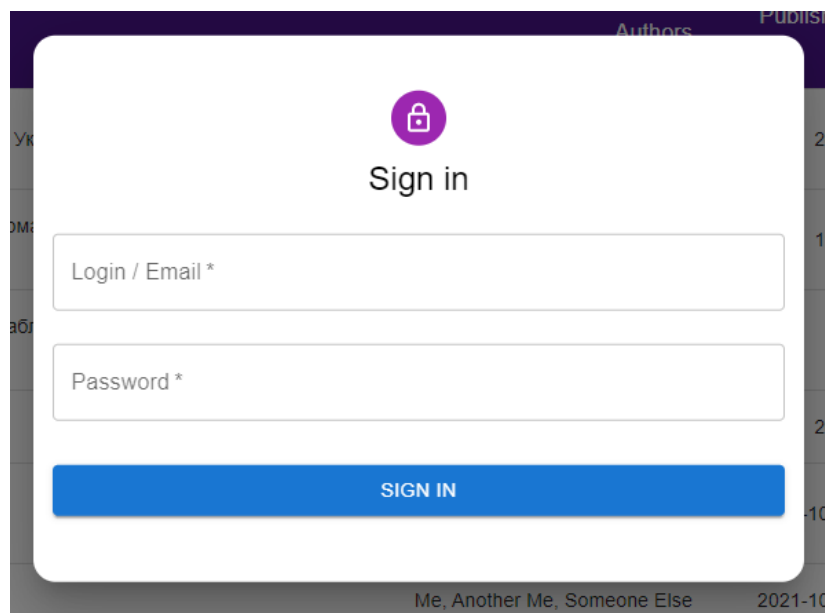 Authors
Sign in
Login / Email *
Password *
SIGN IN
Me, Another Me, Someone Else